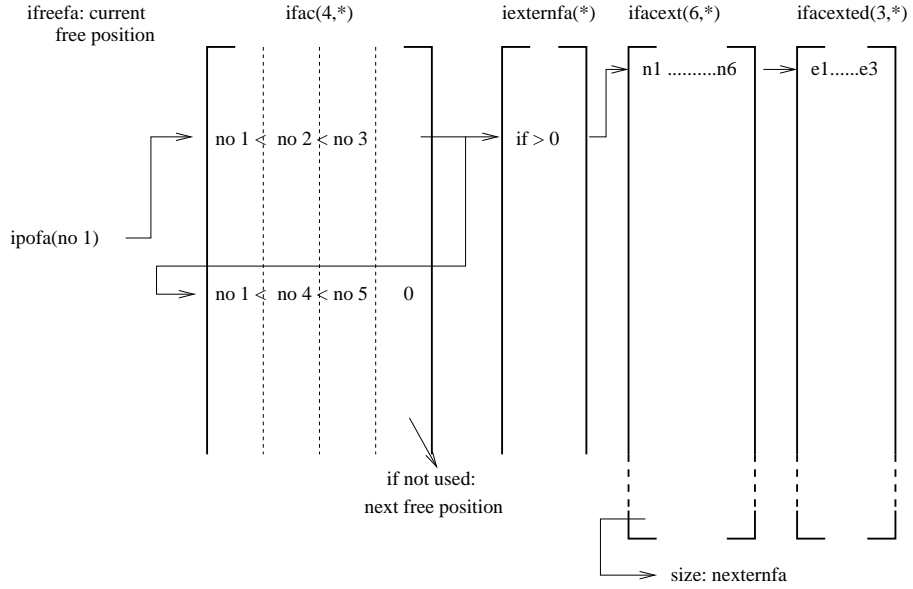 ifreefa: current
free position
ifac(4,*)
iexternfa(*)
ifacext(6,*)
ifacexted(3,*)
n1 ..........n6
e1......e3
no 1 < no 2 < no 3
if > 0
ipofa(no 1)
no 1 < no 4 < no 5 0
if not used:
next free position
size: nexternfa